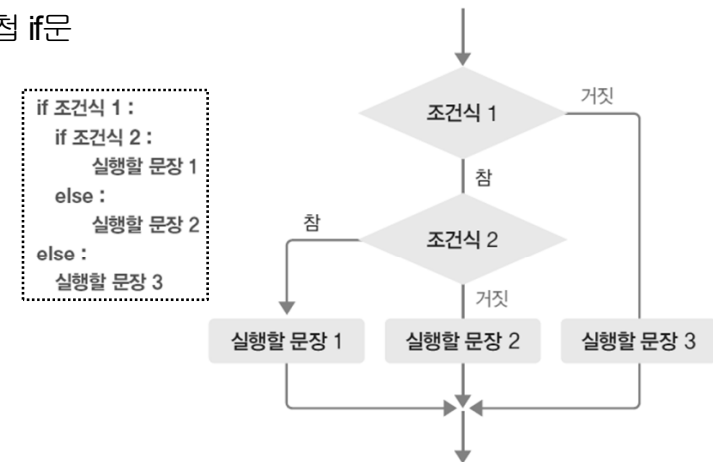 첩 if문
if 조건식 1 :
if 조건식 2 :
실행할 문장 1
else :
실행할 문장 2
else :
실행할 문장 3
조건식 1
거짓
참
조건식 2
참
거짓
실행할 문장 1
실행할 문장 2
실행할 문장 3